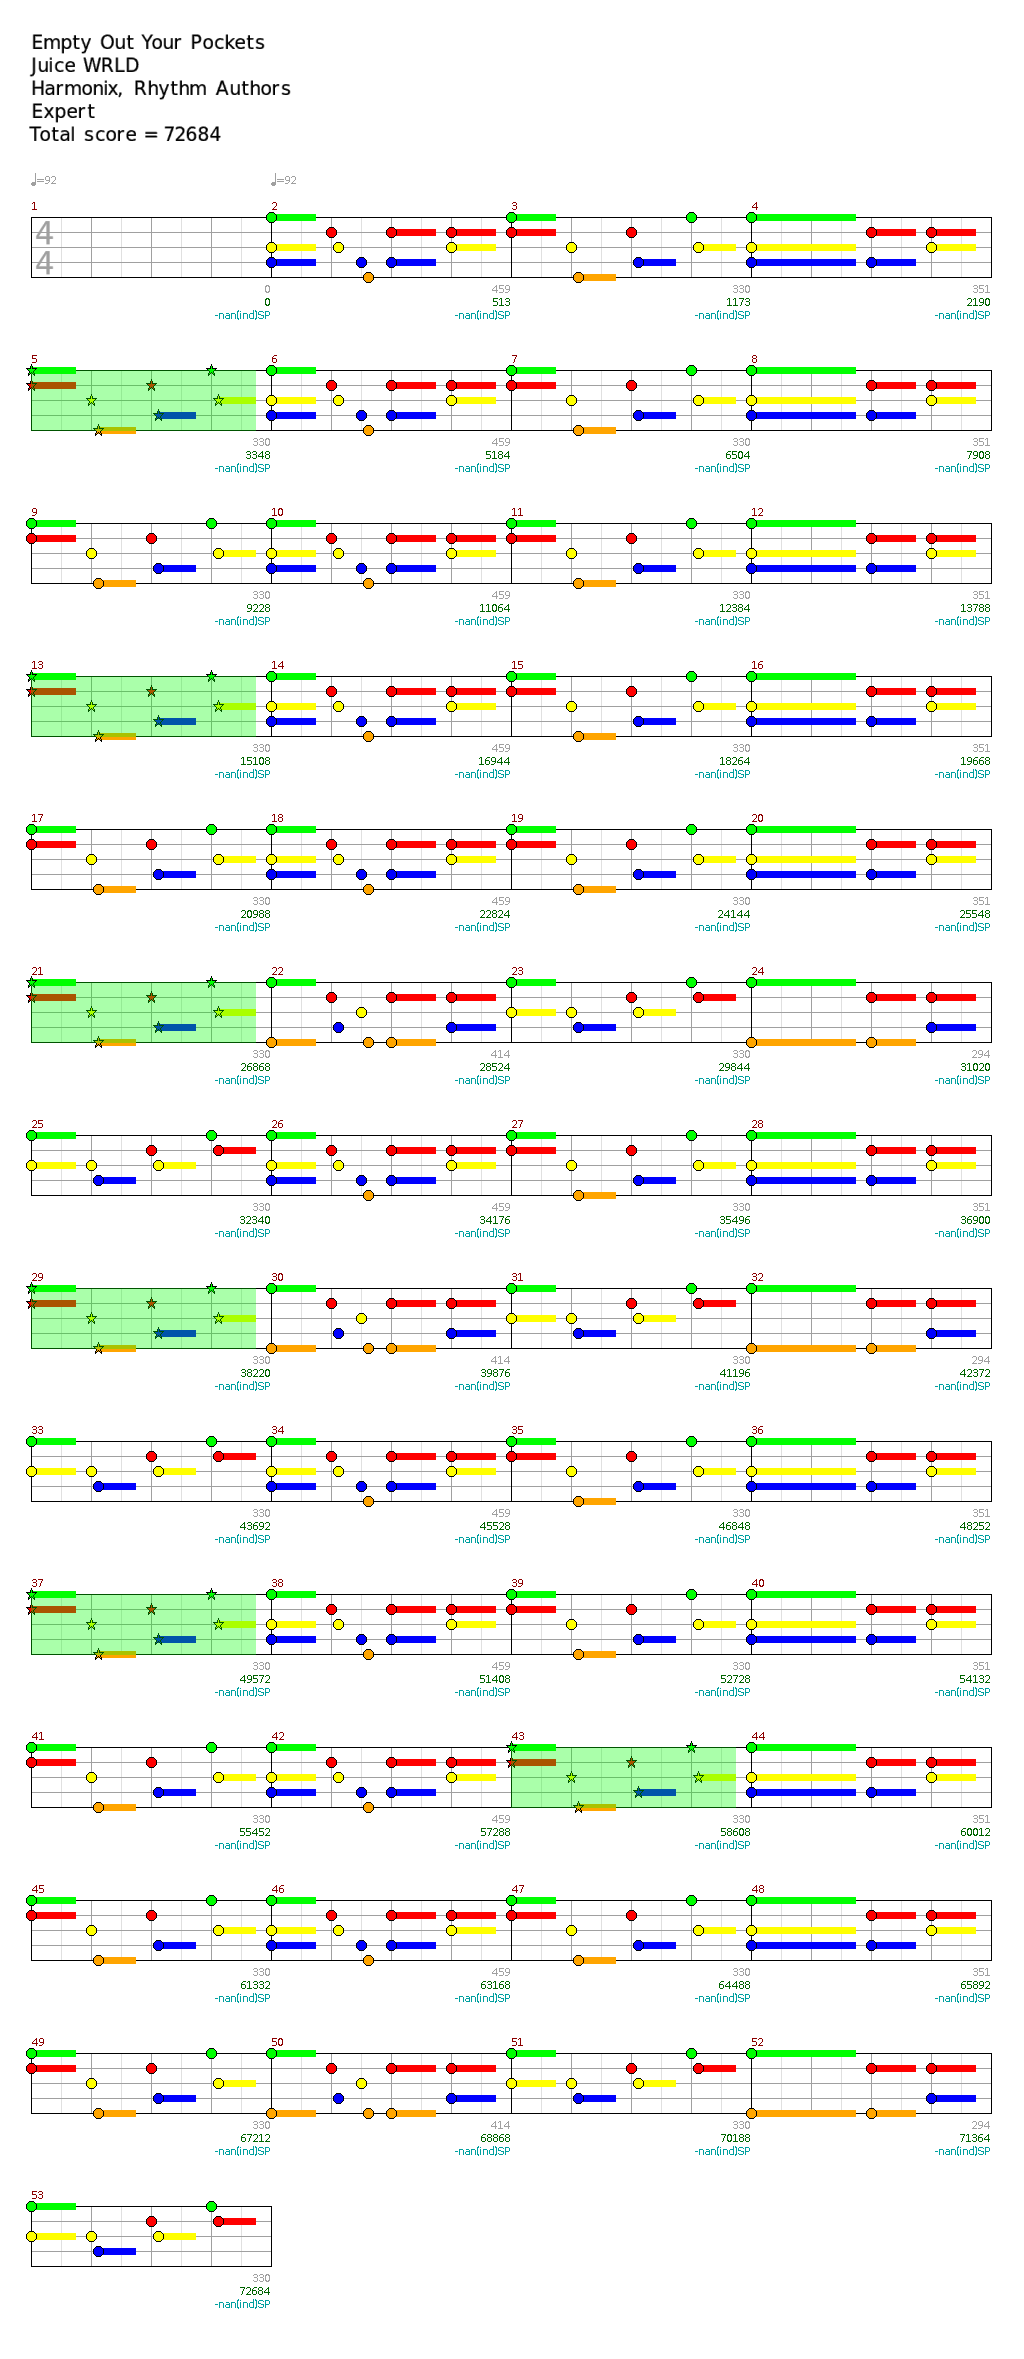 Empty Out Your Pockets
Juice WRLD
Harmonix, Rhythm Authors
Expert
Total score = 72684
♩=92 ♩=92
1 2 3 4
4
4
0 459 330 351
0 513 1173 2190
-nan(ind)SP -nan(ind)SP -nan(ind)SP -nan(ind)SP
5 6 7 8
330 459 330 351
3348 5184 6504 7908
-nan(ind)SP -nan(ind)SP -nan(ind)SP -nan(ind)SP
9 10 11 12
330 459 330 351
9228 11064 12384 13788
-nan(ind)SP -nan(ind)SP -nan(ind)SP -nan(ind)SP
13 14 15 16
330 459 330 351
15108 16944 18264 19668
-nan(ind)SP -nan(ind)SP -nan(ind)SP -nan(ind)SP
17 18 19 20
330 459 330 351
20988 22824 24144 25548
-nan(ind)SP -nan(ind)SP -nan(ind)SP -nan(ind)SP
21 22 23 24
330 414 330 294
26868 28524 29844 31020
-nan(ind)SP -nan(ind)SP -nan(ind)SP -nan(ind)SP
25 26 27 28
330 459 330 351
32340 34176 35496 36900
-nan(ind)SP -nan(ind)SP -nan(ind)SP -nan(ind)SP
29 30 31 32
330 414 330 294
38220 39876 41196 42372
-nan(ind)SP -nan(ind)SP -nan(ind)SP -nan(ind)SP
33 34 35 36
330 459 330 351
43692 45528 46848 48252
-nan(ind)SP -nan(ind)SP -nan(ind)SP -nan(ind)SP
37 38 39 40
330 459 330 351
49572 51408 52728 54132
-nan(ind)SP -nan(ind)SP -nan(ind)SP -nan(ind)SP
41 42 43 44
330 459 330 351
55452 57288 58608 60012
-nan(ind)SP -nan(ind)SP -nan(ind)SP -nan(ind)SP
45 46 47 48
330 459 330 351
61332 63168 64488 65892
-nan(ind)SP -nan(ind)SP -nan(ind)SP -nan(ind)SP
49 50 51 52
330 414 330 294
67212 68868 70188 71364
-nan(ind)SP -nan(ind)SP -nan(ind)SP -nan(ind)SP
53
330
72684
-nan(ind)SP